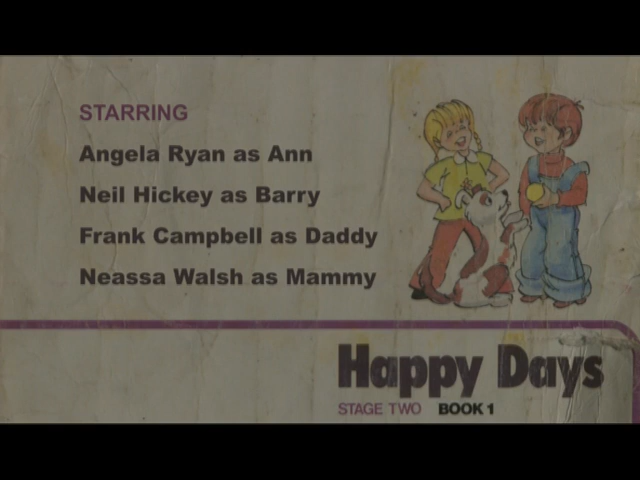 STARRING
Angela Ryan as Ann
Neil Hickey as Barry
Frank Campbell as Daddy
Neassa Walsh as Mammy
Happy Days
STAGE TWO BOOK 1